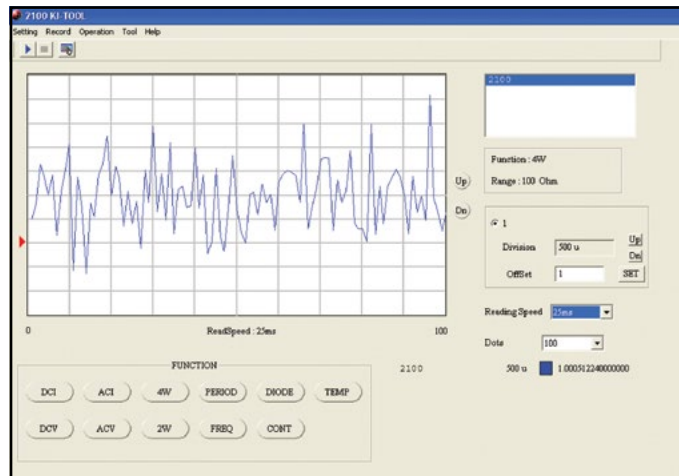 2100 KI-TOOL
Setting Record Operation Tool Help
2100
Function : 4W
Range : 100 Ohm
Up
Dn
1
Division 500 u Up
Dn
OffSet 1 SET
Reading Speed 25ms
0 ReadSpeed : 25ms 100
Dots 100
FUNCTION
2100 500 u 1.000512240000000
DCI ACI 4W PERIOD DIODE TEMP
DCV ACV 2W FREQ CONT